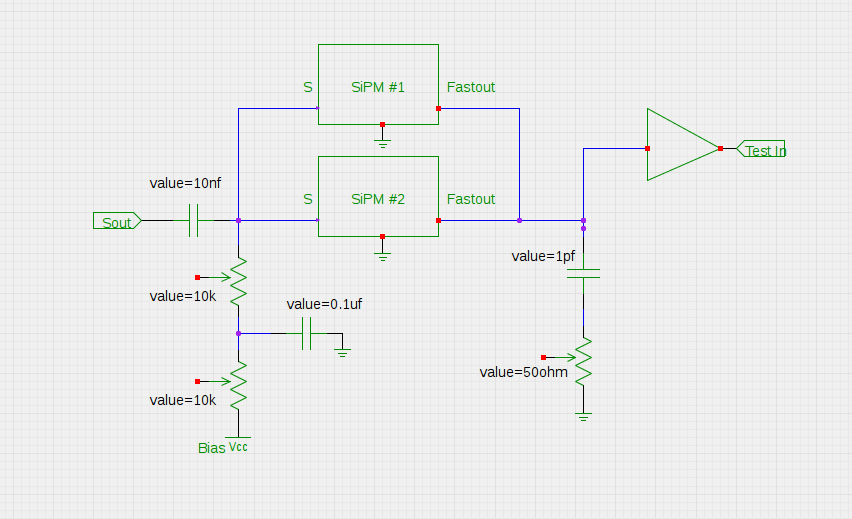 S
SiPM #1
Fastout
value=10nf
S
SiPM #2
Fastout
Test In
Sout
value=1pf
value=10k
value=0.1uf
value=50ohm
value=10k
Bias Vcc